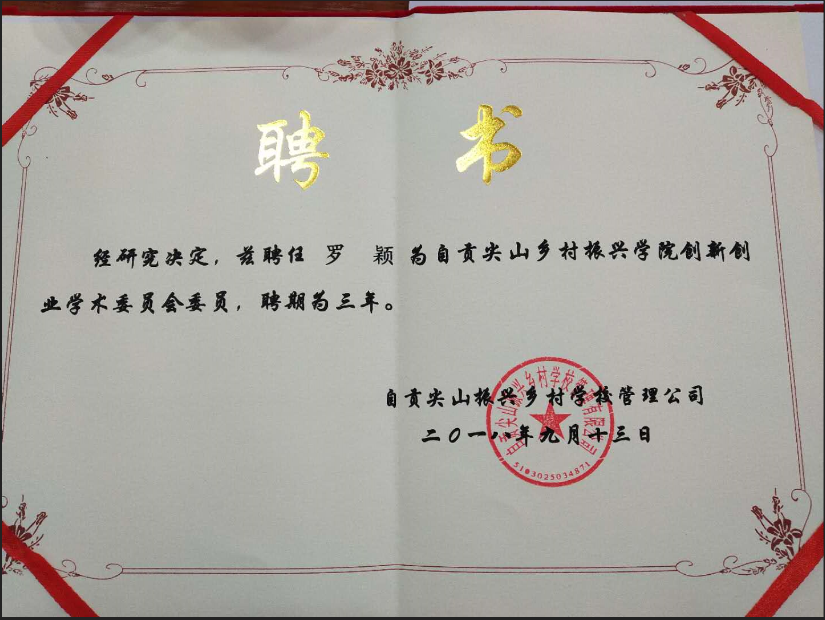 聘书
经研究决定，兹聘任 罗 颖 为自贡尖山乡村振兴学院创新创
业学术委员会委员，聘期为三年。
自贡尖山振兴乡村学校管理公司
二〇一八年九月十三日
5103025034871